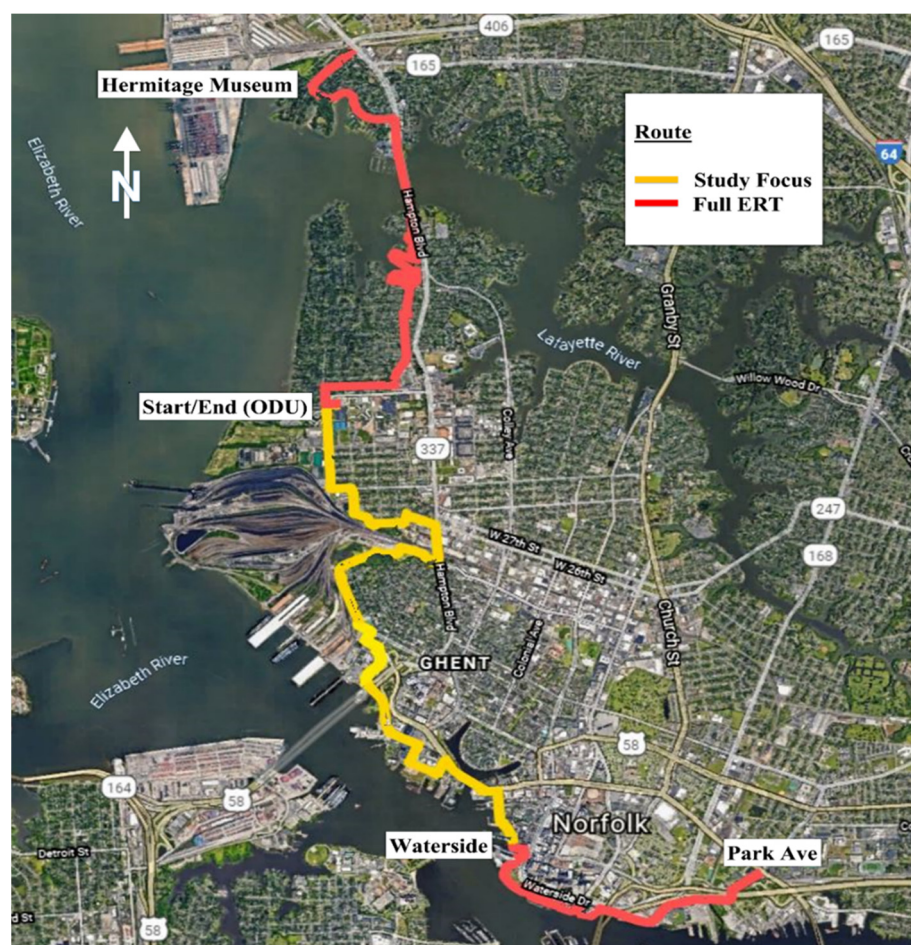 406
165
165
Hermitage Museum
Route
Study Focus
Full ERT
N
64
Elizabeth River
Hampton Blvd
Granby St
Lafayette River
Willow Wood Dr
Start/End (ODU)
337
Colley Ave
247
W 27th St
168
W 26th St
Hampton Blvd
Church St
Colonial Ave
GHENT
Elizabeth River
58
164
58
Norfolk
Waterside
Park Ave
Detroit St
Waterside Dr
58